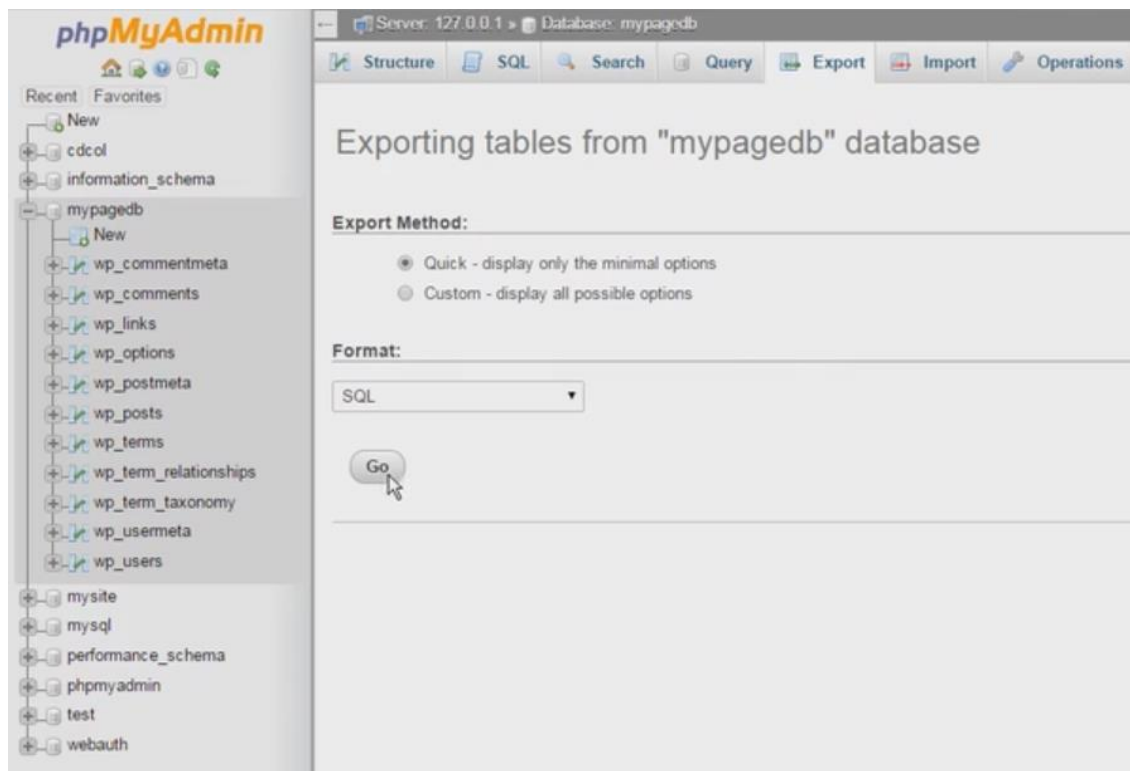 phpMyAdmin
Recent Favorites
New
cdcol
information_schema
mypagedb
New
wp_commentmeta
wp_comments
wp_links
wp_options
wp_postmeta
wp_posts
wp_terms
wp_term_relationships
wp_term_taxonomy
wp_usermeta
wp_users
mysite
mysql
performance_schema
phpmyadmin
test
webauth
Server: 127.0.0.1 » Database: mypagedb
Structure SQL Search Query Export Import Operations
Exporting tables from "mypagedb" database
Export Method:
Quick - display only the minimal options
Custom - display all possible options
Format:
SQL
Go